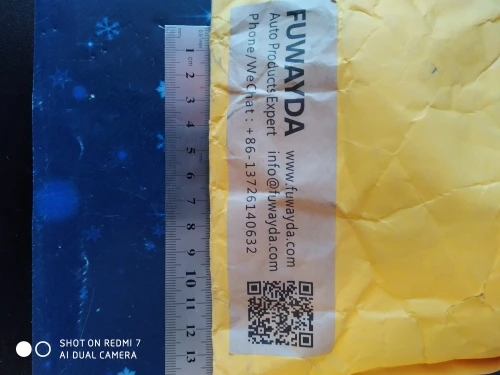 FUWAYDA
Auto Products Expert
Phone/WeChat : +86-13726140632
www.fuwayda.com
info@fuwayda.com
cm
1 2 3 4 5 6 7 8 9 10 11 12 13
SHOT ON REDMI 7
AI DUAL CAMERA